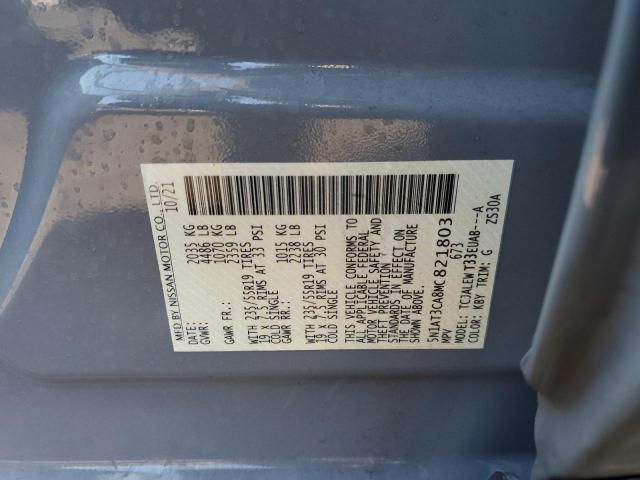 MFD BY NISSAN MOTOR CO., LTD.
10/21
GVWR: 2035 KG
4486 LB
GAWR FR.: 1070 KG
2359 LB
WITH 235/55R19 TIRES
19 X 7.5 RIMS AT 33 PSI
COLD SINGLE
GAWR RR.: 1015 KG
2238 LB
WITH 235/55R19 TIRES
19 X 7.5 RIMS AT 30 PSI
COLD SINGLE
THIS VEHICLE CONFORMS TO
ALL APPLICABLE FEDERAL
MOTOR VEHICLE SAFETY AND
THEFT PREVENTION
STANDARDS IN EFFECT ON
THE DATE OF MANUFACTURE
SHOWN ABOVE.
5N1AT3CA8MC821803
MPV 673
MODEL: TCJALEWT33EUAB---A
COLOR: KBY TRIM: G ZS30A